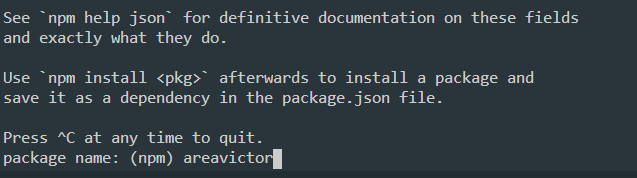 See `npm help json` for definitive documentation on these fields
and exactly what they do.
Use `npm install <pkg>` afterwards to install a package and
save it as a dependency in the package.json file.
Press ^C at any time to quit.
package name: (npm) areavictor